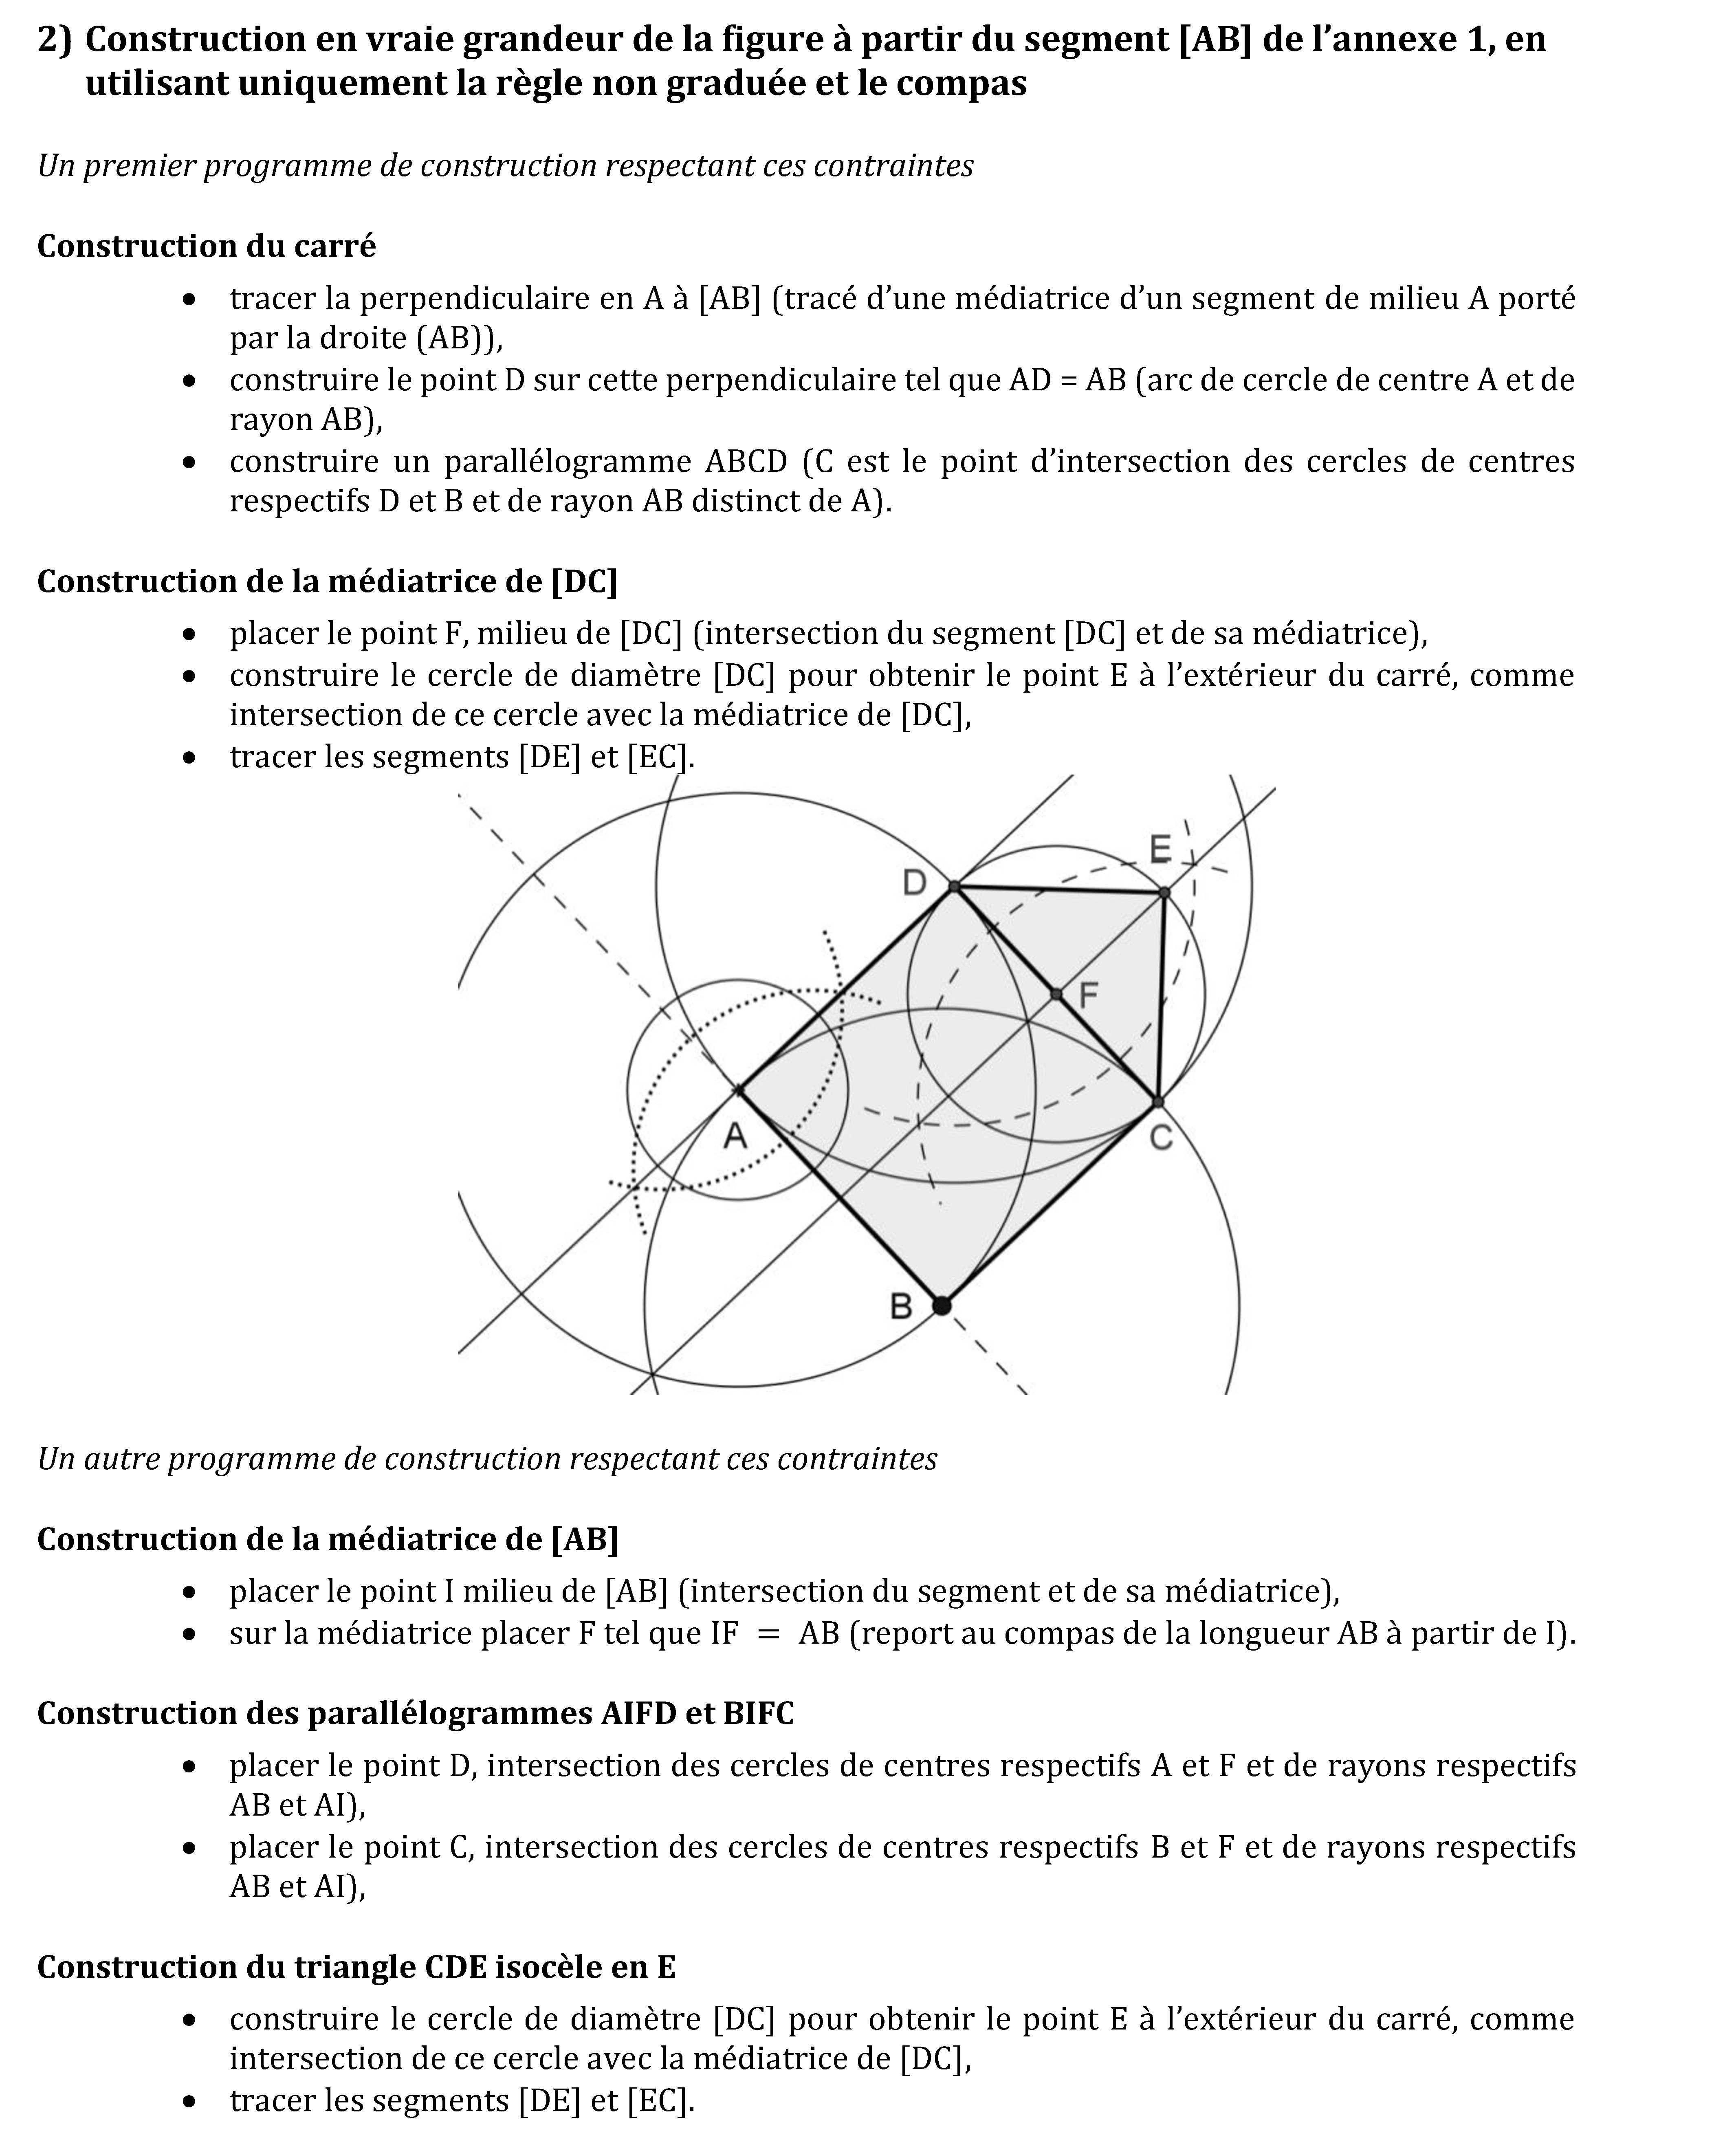 2) Construction en vraie grandeur de la figure à partir du segment [AB] de l’annexe 1, en
utilisant uniquement la règle non graduée et le compas
Un premier programme de construction respectant ces contraintes
Construction du carré
• tracer la perpendiculaire en A à [AB] (tracé d’une médiatrice d’un segment de milieu A porté
par la droite (AB)),
• construire le point D sur cette perpendiculaire tel que AD = AB (arc de cercle de centre A et de
rayon AB),
• construire un parallélogramme ABCD (C est le point d’intersection des cercles de centres
respectifs D et B et de rayon AB distinct de A).
Construction de la médiatrice de [DC]
• placer le point F, milieu de [DC] (intersection du segment [DC] et de sa médiatrice),
• construire le cercle de diamètre [DC] pour obtenir le point E à l’extérieur du carré, comme
intersection de ce cercle avec la médiatrice de [DC],
• tracer les segments [DE] et [EC].
E
D
F
A
C
B
Un autre programme de construction respectant ces contraintes
Construction de la médiatrice de [AB]
• placer le point I milieu de [AB] (intersection du segment et de sa médiatrice),
• sur la médiatrice placer F tel que IF = AB (report au compas de la longueur AB à partir de I).
Construction des parallélogrammes AIFD et BIFC
• placer le point D, intersection des cercles de centres respectifs A et F et de rayons respectifs
AB et AI),
• placer le point C, intersection des cercles de centres respectifs B et F et de rayons respectifs
AB et AI),
Construction du triangle CDE isocèle en E
• construire le cercle de diamètre [DC] pour obtenir le point E à l’extérieur du carré, comme
intersection de ce cercle avec la médiatrice de [DC],
• tracer les segments [DE] et [EC].